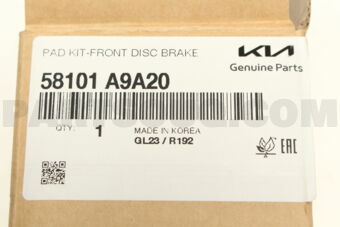 PAD KIT-FRONT DISC BRAKE
KIA
Genuine Parts
58101 A9A20
QTY. 1
MADE IN KOREA
GL23 / R192
EAC